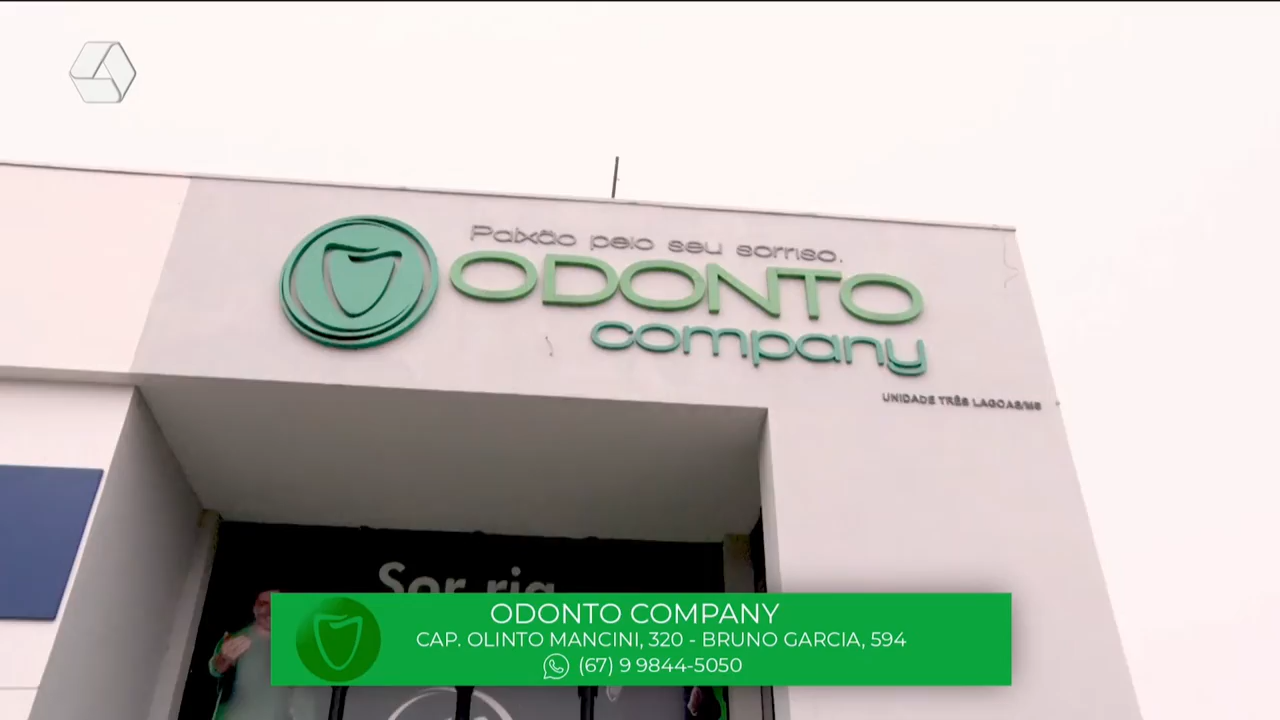 Paixão pelo seu sorriso.
ODONTO
company
UNIDADE TRÊS LAGOAS/MS
ODONTO COMPANY
CAP. OLINTO MANCINI, 320 - BRUNO GARCIA, 594
(67) 9 9844-5050